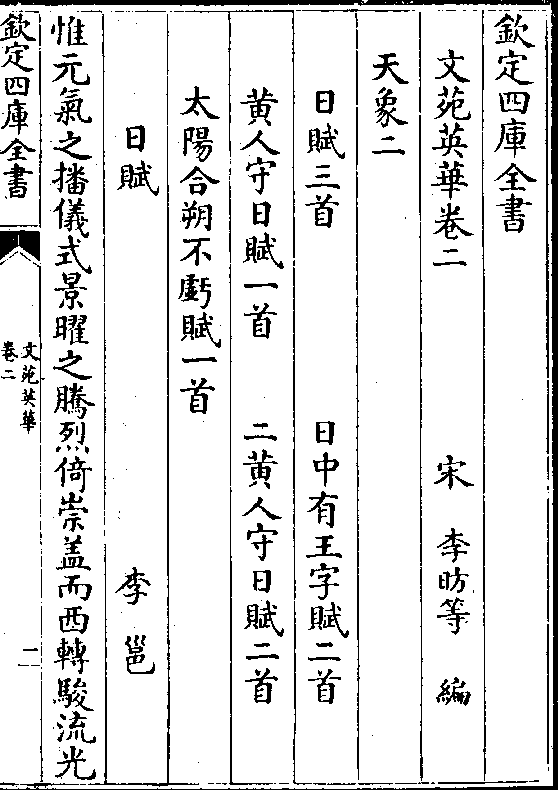 欽定四庫全書
文苑英華卷二
宋 李昉等 編
天象二
日賦三首 日中有王字賦二首
黄人守日賦一首 二黄人守日賦二首
太陽合朔不虧賦一首
日賦 李邕
惟元氣之播儀式景曜之騰烈倚崇盖而西轉駿流光
欽定四庫全書
文苑英華
卷二
一